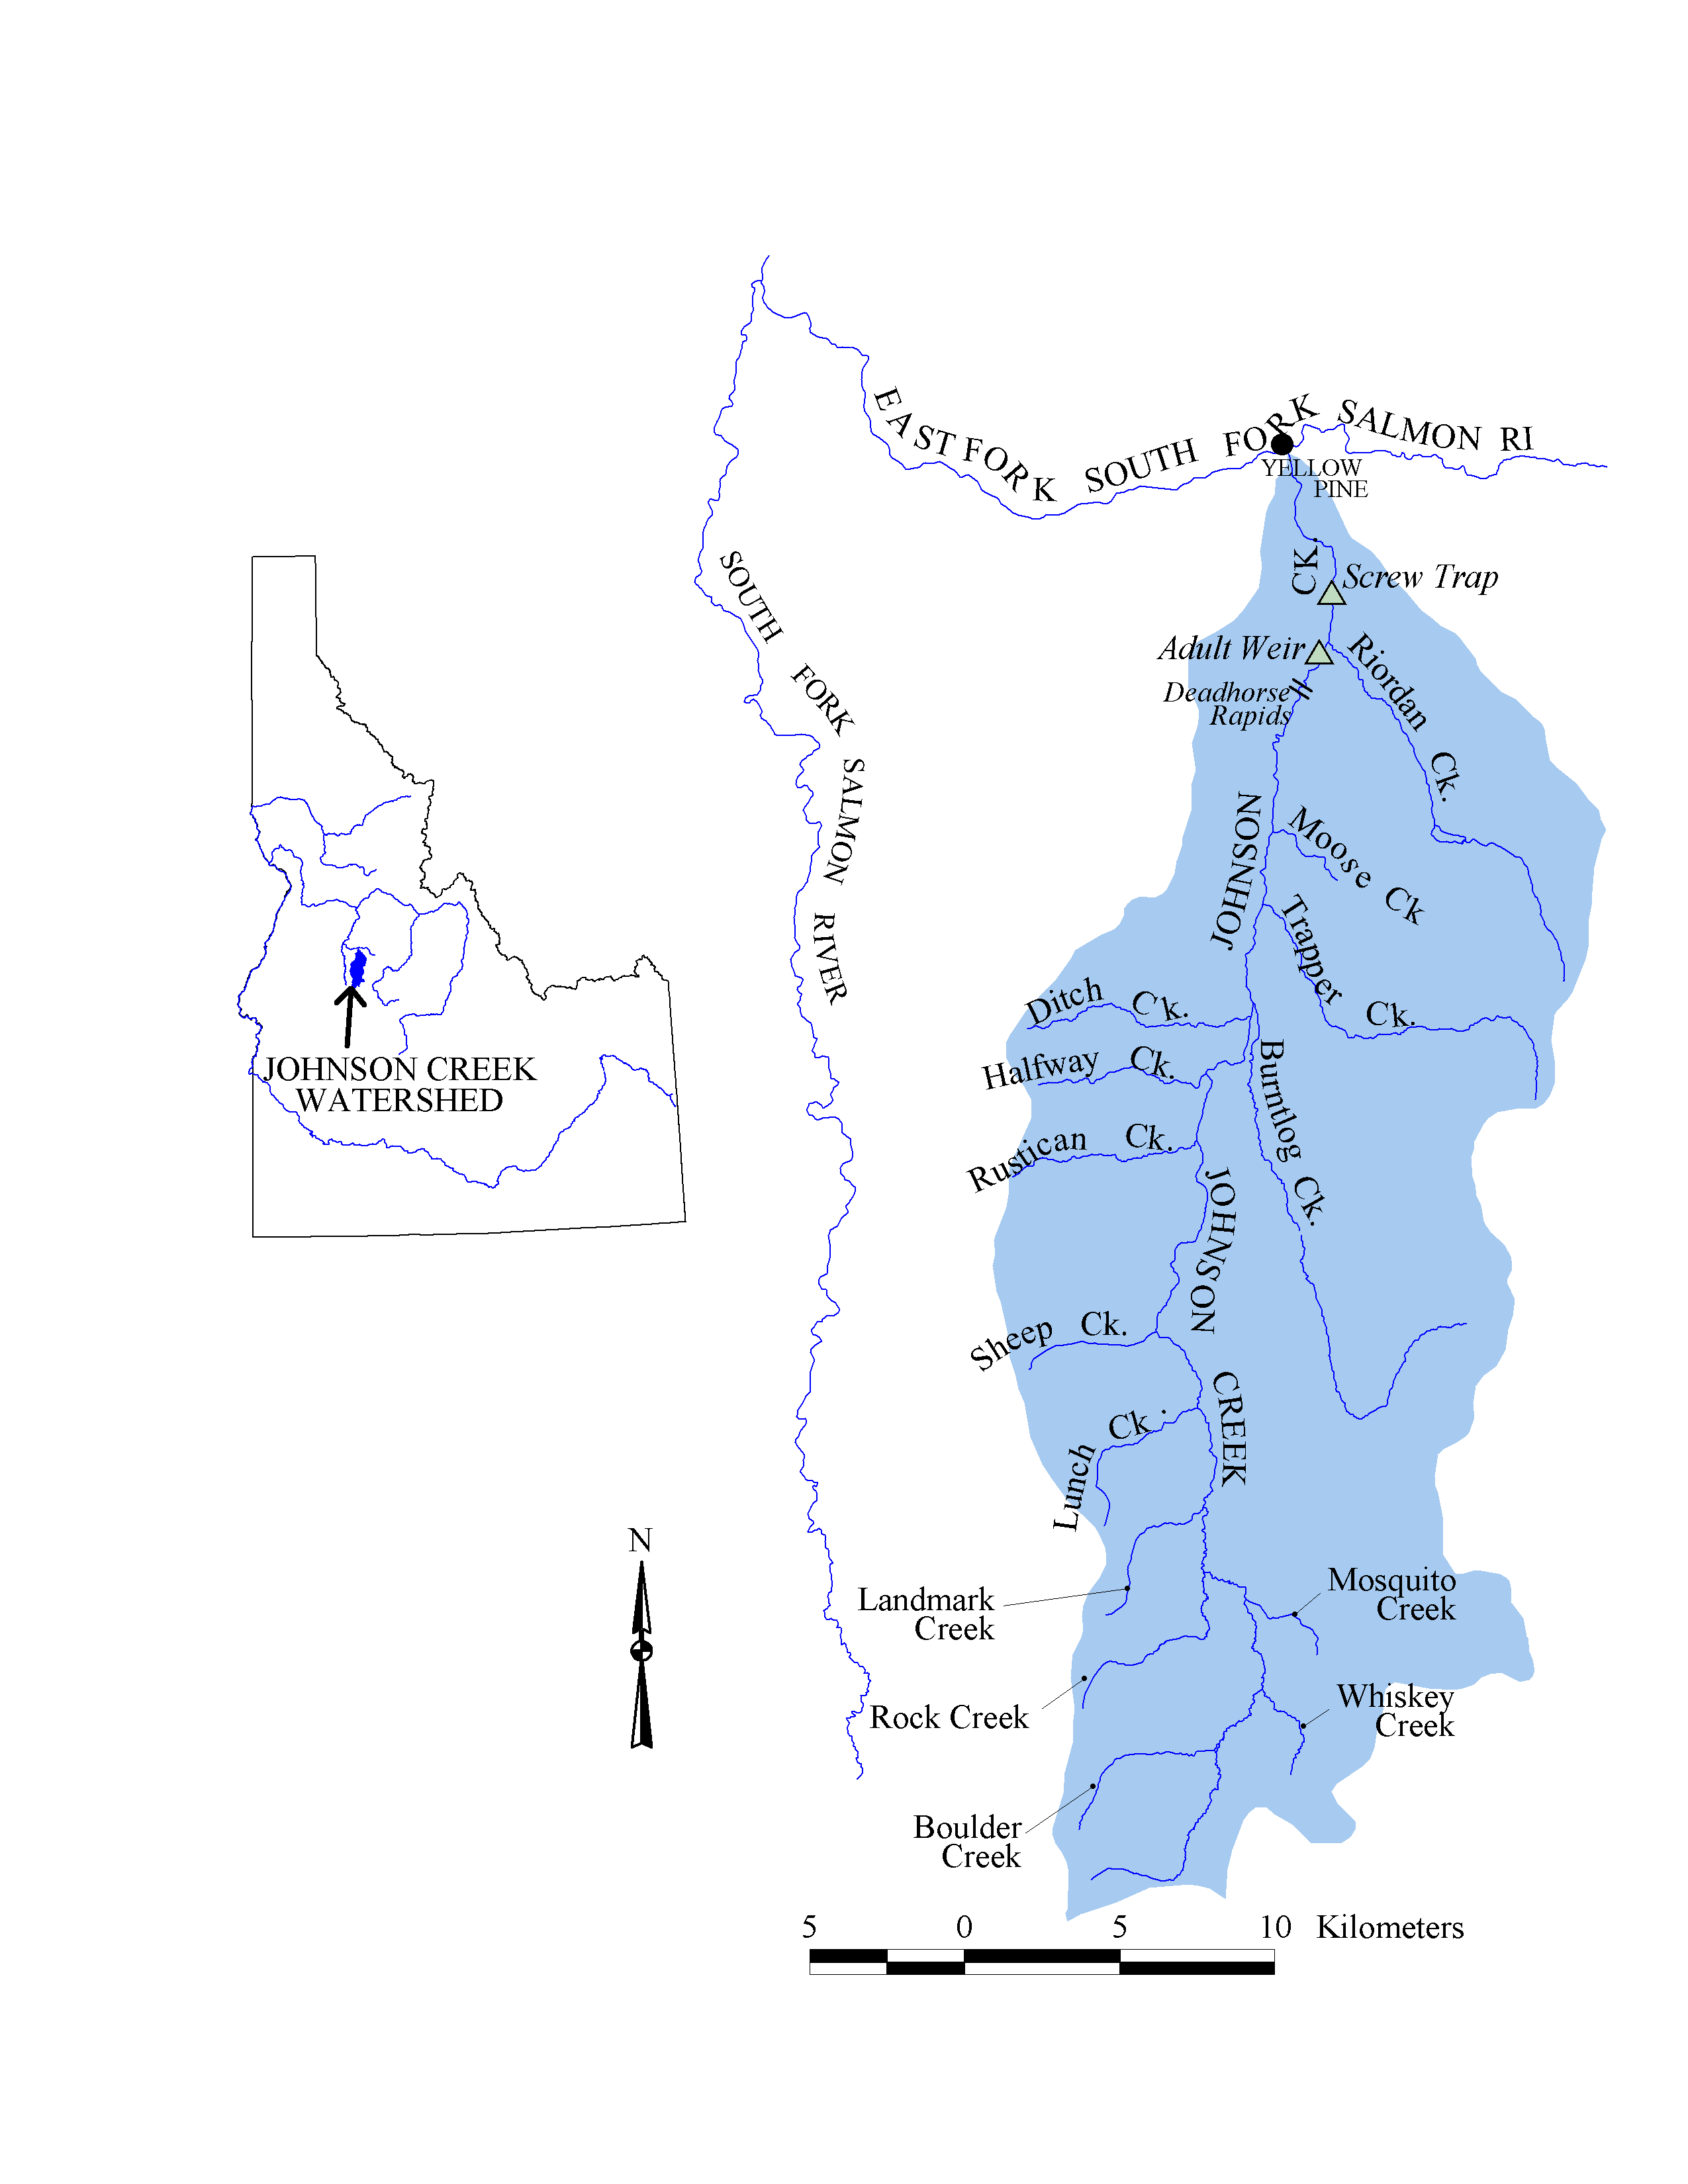 EAST FORK SOUTH FORK SALMON RI
YELLOW
PINE
CK
Screw Trap
Adult Weir
Deadhorse
Rapids
Riordan Ck.
SOUTH FORK SALMON RIVER
JOHNSON
Moose Ck
Trapper Ck.
Ditch Ck.
Halfway Ck.
Burntlog Ck.
Rustican Ck.
JOHNSON CREEK
WATERSHED
JOHNSON CREEK
Sheep Ck.
Lunch Ck.
N
Landmark
Creek
Mosquito
Creek
Rock Creek
Whiskey
Creek
Boulder
Creek
5 0 5 10 Kilometers